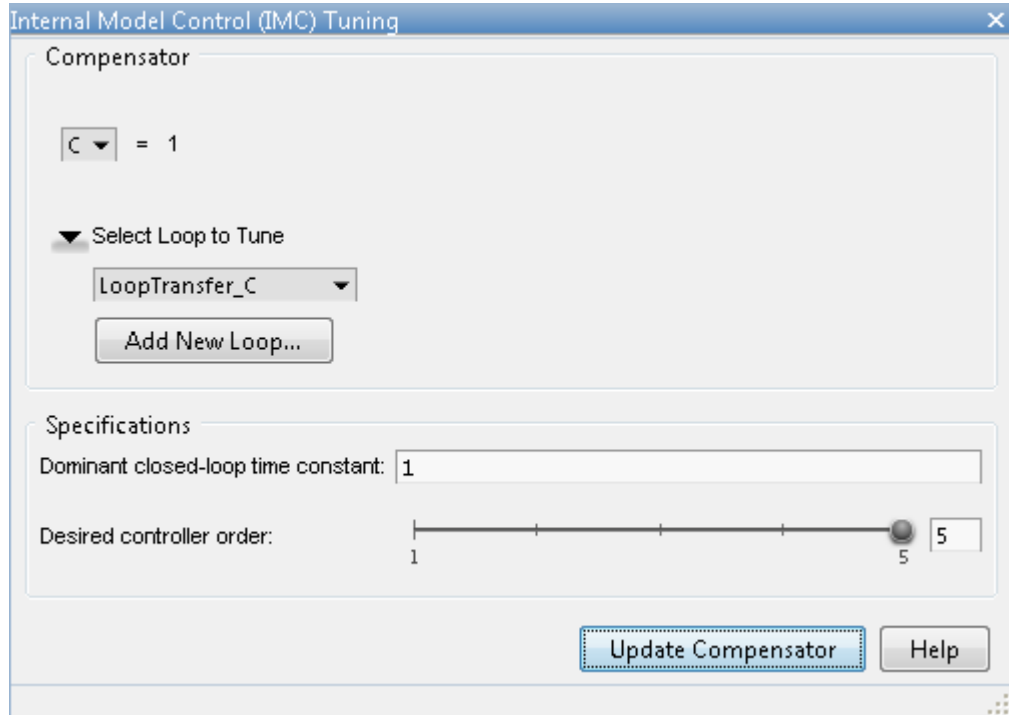 Internal Model Control (IMC) Tuning
Compensator
C = 1
Select Loop to Tune
LoopTransfer_C
Add New Loop...
Specifications
Dominant closed-loop time constant: 1
Desired controller order: 5
1 5
Update Compensator Help